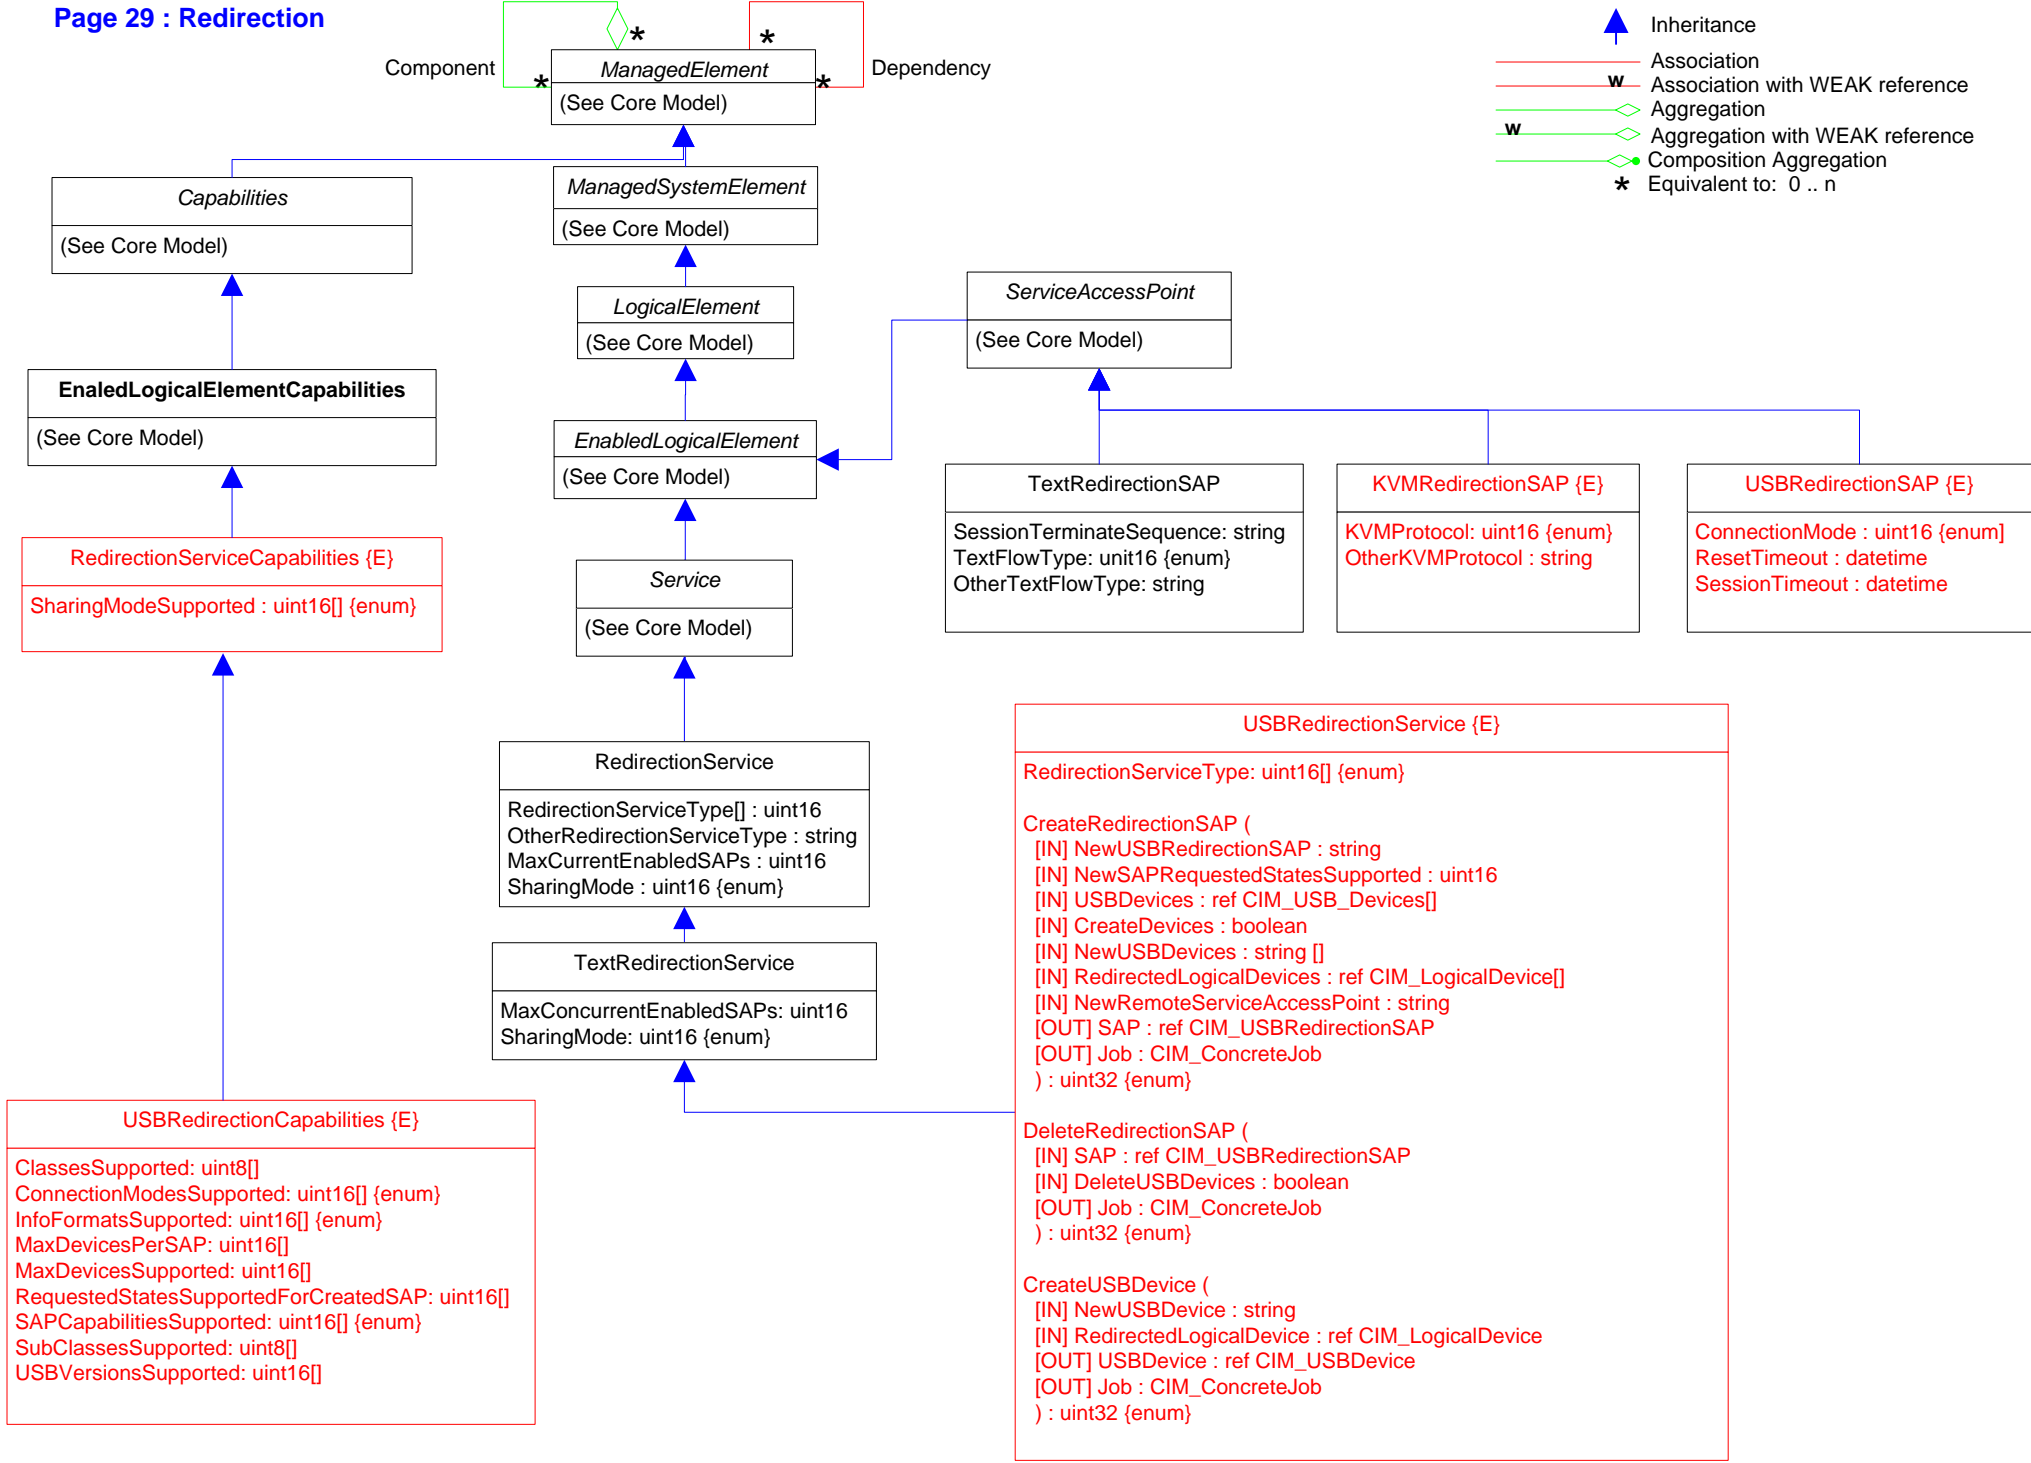 Page 29 : Redirection
Component
*
*
*
*
Dependency
ManagedElement
(See Core Model)
Inheritance
Association
w
Association with WEAK reference
Aggregation
w
Aggregation with WEAK reference
Composition Aggregation
* Equivalent to: 0 .. n
Capabilities
(See Core Model)
ManagedSystemElement
(See Core Model)
LogicalElement
(See Core Model)
ServiceAccessPoint
(See Core Model)
EnaledLogicalElementCapabilities
(See Core Model)
EnabledLogicalElement
(See Core Model)
TextRedirectionSAP
SessionTerminateSequence: string
TextFlowType: unit16 {enum}
OtherTextFlowType: string
KVMRedirectionSAP {E}
KVMProtocol: uint16 {enum}
OtherKVMProtocol : string
USBRedirectionSAP {E}
ConnectionMode : uint16 {enum]
ResetTimeout : datetime
SessionTimeout : datetime
RedirectionServiceCapabilities {E}
SharingModeSupported : uint16[] {enum}
Service
(See Core Model)
RedirectionService
RedirectionServiceType[] : uint16
OtherRedirectionServiceType : string
MaxCurrentEnabledSAPs : uint16
SharingMode : uint16 {enum}
TextRedirectionService
MaxConcurrentEnabledSAPs: uint16
SharingMode: uint16 {enum}
USBRedirectionService {E}
RedirectionServiceType: uint16[] {enum}
CreateRedirectionSAP (
[IN] NewUSBRedirectionSAP : string
[IN] NewSAPRequestedStatesSupported : uint16
[IN] USBDevices : ref CIM_USB_Devices[]
[IN] CreateDevices : boolean
[IN] NewUSBDevices : string []
[IN] RedirectedLogicalDevices : ref CIM_LogicalDevice[]
[IN] NewRemoteServiceAccessPoint : string
[OUT] SAP : ref CIM_USBRedirectionSAP
[OUT] Job : CIM_ConcreteJob
) : uint32 {enum}
DeleteRedirectionSAP (
[IN] SAP : ref CIM_USBRedirectionSAP
[IN] DeleteUSBDevices : boolean
[OUT] Job : CIM_ConcreteJob
) : uint32 {enum}
CreateUSBDevice (
[IN] NewUSBDevice : string
[IN] RedirectedLogicalDevice : ref CIM_LogicalDevice
[OUT] USBDevice : ref CIM_USBDevice
[OUT] Job : CIM_ConcreteJob
) : uint32 {enum}
USBRedirectionCapabilities {E}
ClassesSupported: uint8[]
ConnectionModesSupported: uint16[] {enum}
InfoFormatsSupported: uint16[] {enum}
MaxDevicesPerSAP: uint16[]
MaxDevicesSupported: uint16[]
RequestedStatesSupportedForCreatedSAP: uint16[]
SAPCapabilitiesSupported: uint16[] {enum}
SubClassesSupported: uint8[]
USBVersionsSupported: uint16[]